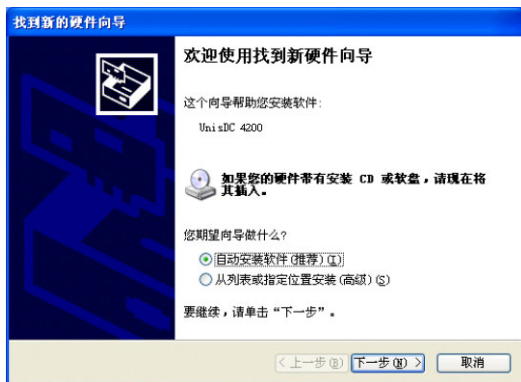 找到新的硬件向导
欢迎使用找到新硬件向导
这个向导帮助您安装软件:
UnisDC 4200
如果您的硬件带有安装 CD 或软盘，请现在将
其插入。
您期望向导做什么?
自动安装软件(推荐)(I)
从列表或指定位置安装(高级)(S)
要继续，请单击“下一步”。
< 上一步(B) 下一步(N) > 取消